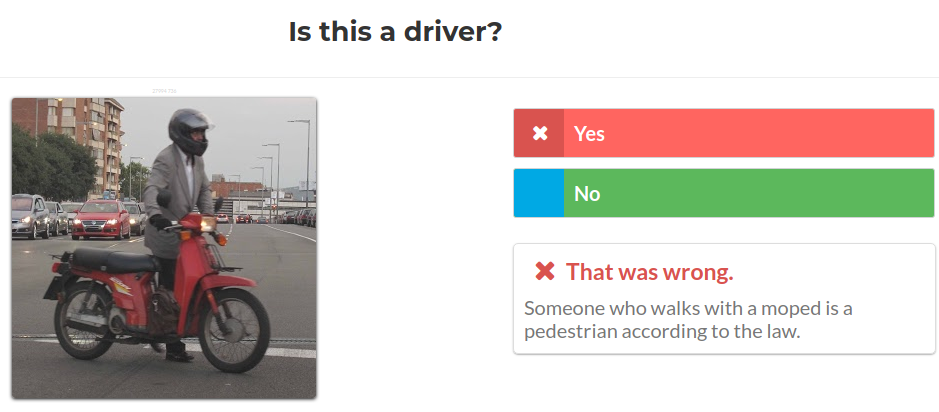 Is this a driver?
Yes
No
That was wrong.
Someone who walks with a moped is a
pedestrian according to the law.